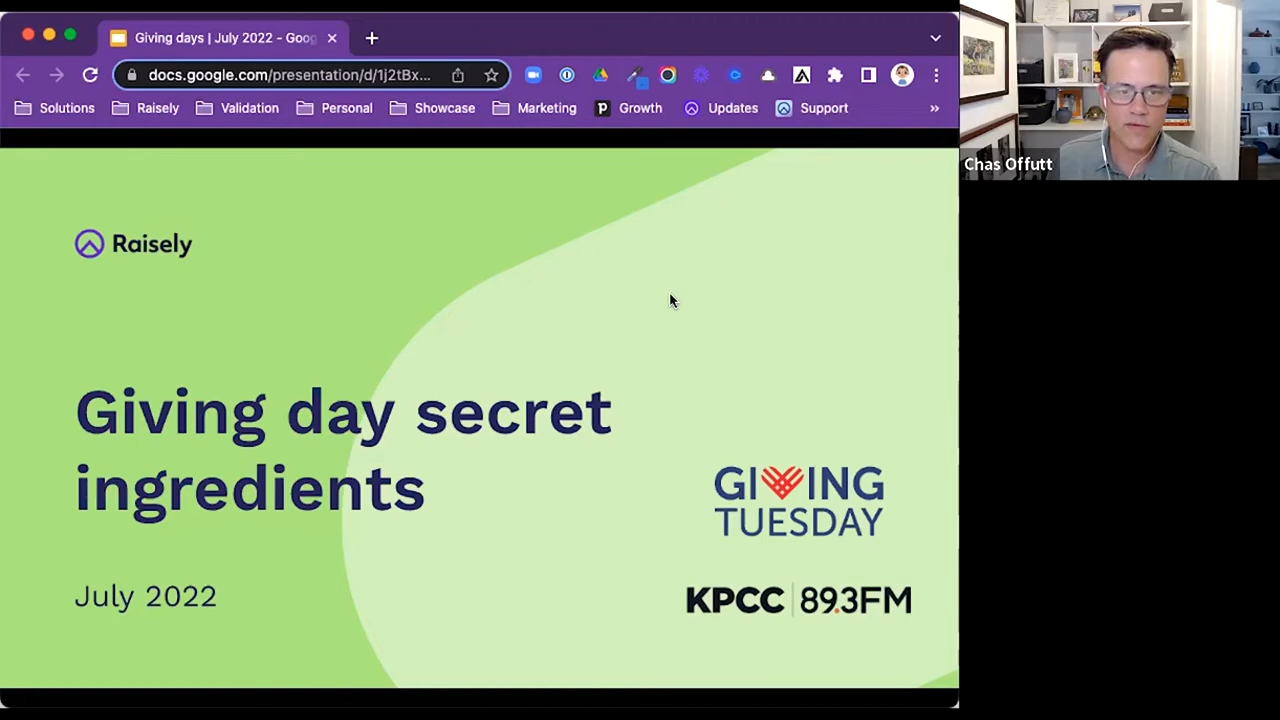 Giving days | July 2022 - Goog
docs.google.com/presentation/d/1j2tBx...
Solutions
Raisely
Validation
Personal
Showcase
Marketing
Growth
Updates
Support
»
Chas Offutt
Raisely
Giving day secret
ingredients
July 2022
GIVING
TUESDAY
KPCC | 89.3FM